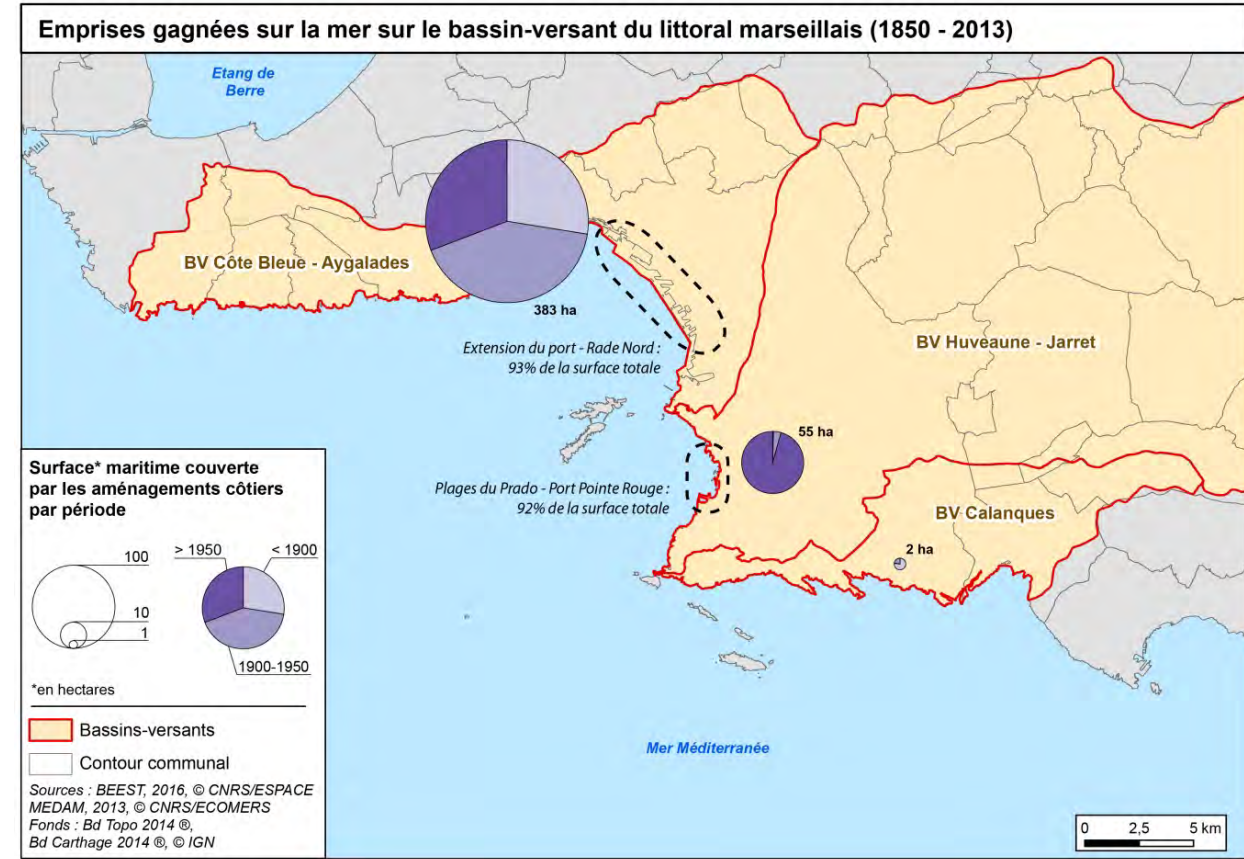 Emprises gagnées sur la mer sur le bassin-versant du littoral marseillais (1850 - 2013)
Etang de
Berre
BV Côte Bleue - Aygalades
383 ha
Extension du port - Rade Nord :
93% de la surface totale
BV Huveaune - Jarret
55 ha
Plages du Prado - Port Pointe Rouge :
92% de la surface totale
BV Calanques
2 ha
Mer Méditerranée
Surface* maritime couverte
par les aménagements côtiers
par période
100
10
1
> 1950
< 1900
1900-1950
*en hectares
Bassins-versants
Contour communal
Sources : BEEST, 2016, © CNRS/ESPACE
MEDAM, 2013, © CNRS/ECOMERS
Fonds : Bd Topo 2014 ®,
Bd Carthage 2014 ®, © IGN
0 2,5 5 km